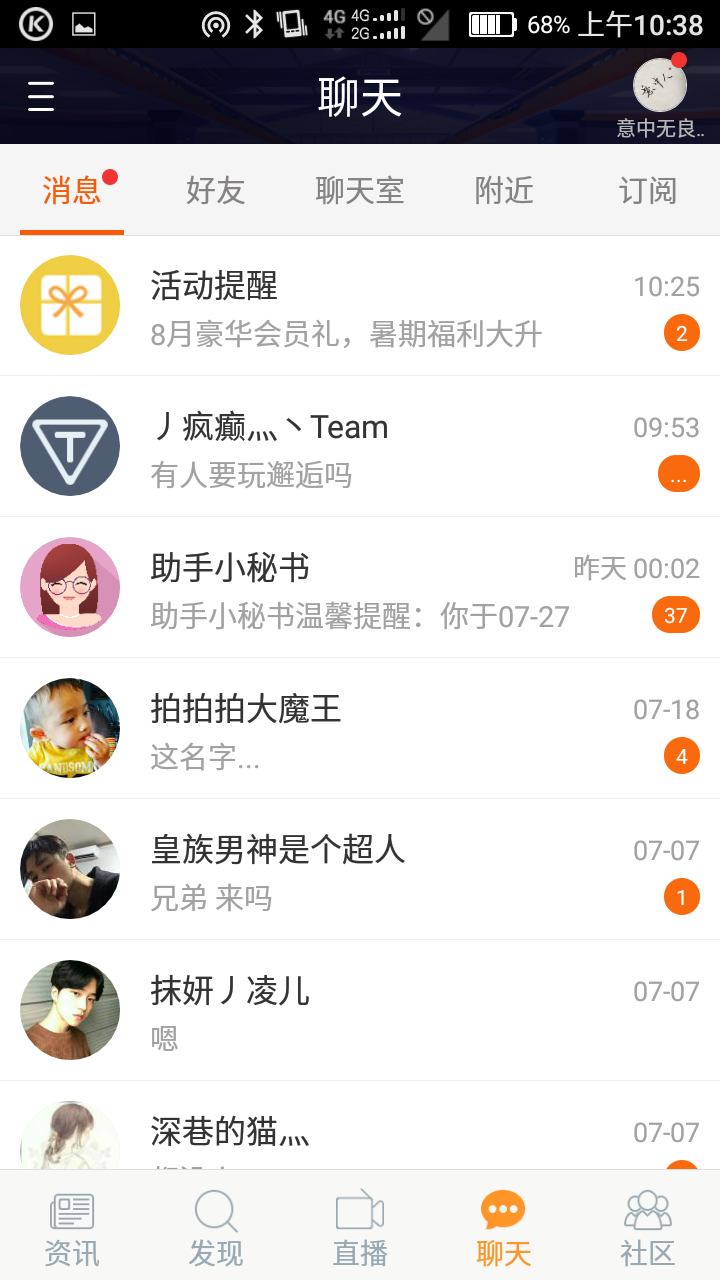 4G 4G 2G 68% 上午10:38
聊天
意中无良..
消息 好友 聊天室 附近 订阅
活动提醒 10:25
8月豪华会员礼，暑期福利大升 2
T
丿疯癫灬丶Team 09:53
有人要玩邂逅吗 ...
助手小秘书 昨天 00:02
助手小秘书温馨提醒：你于07-27 37
拍拍拍大魔王 07-18
这名字... 4
皇族男神是个超人 07-07
兄弟 来吗 1
抹妍丿凌儿 07-07
嗯
深巷的猫灬 07-07
资讯 发现 直播 聊天 社区